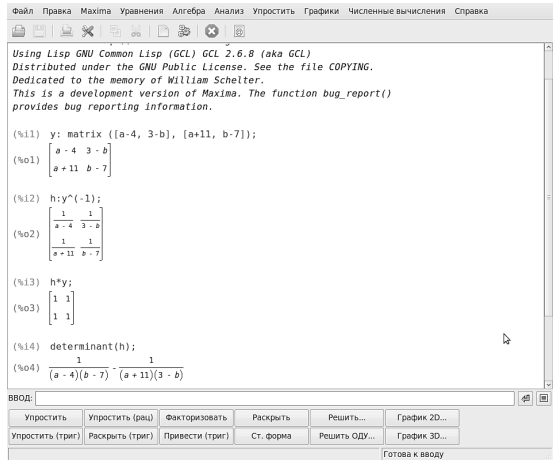 Файл Правка Maxima Уравнения Алгебра Анализ Упростить Графики Численные вычисления Справка
Using Lisp GNU Common Lisp (GCL) GCL 2.6.8 (aka GCL)
Distributed under the GNU Public License. See the file COPYING.
Dedicated to the memory of William Schelter.
This is a development version of Maxima. The function bug_report()
provides bug reporting information.
(%i1) y: matrix ([a-4, 3-b], [a+11, b-7]);
(%o1) [a - 4 3 - b]
[a + 11 b - 7]
(%i2) h:y^(-1);
(%o2) [1/(a - 4) 1/(3 - b)]
[1/(a + 11) 1/(b - 7)]
(%i3) h*y;
(%o3) [1 1]
[1 1]
(%i4) determinant(h);
(%o4) 1/((a - 4)(b - 7)) - 1/((a + 11)(3 - b))
ВВОД:
Упростить Упростить (рац) Факторизовать Раскрыть Решить... График 2D...
Упростить (триг) Раскрыть (триг) Привести (триг) Ст. форма Решить ОДУ... График 3D...
Готова к вводу